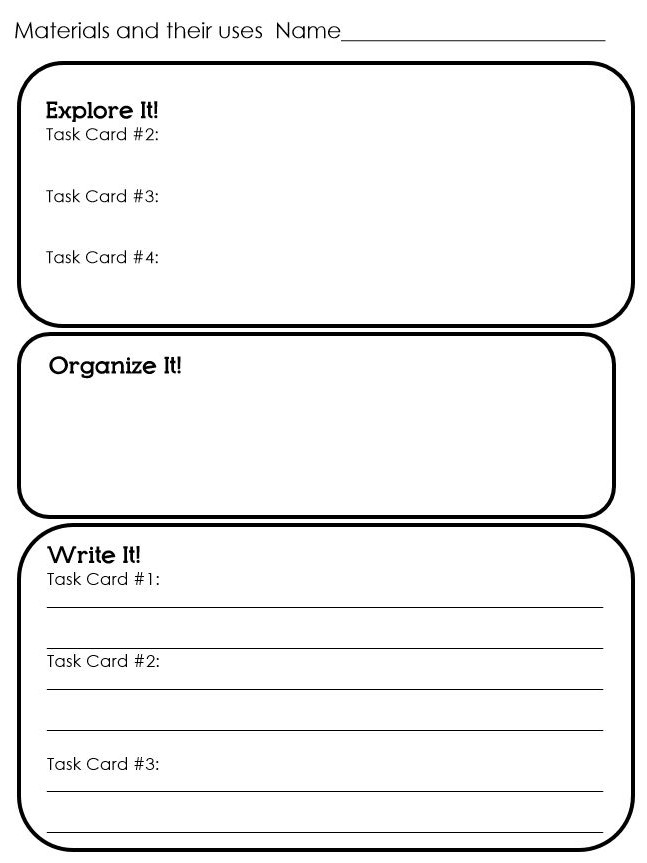 Materials and their uses  Name_________________________
Explore It!
Task Card #2:
Task Card #3:
Task Card #4:
Organize It!
Write It!
Task Card #1:
Task Card #2:
Task Card #3: